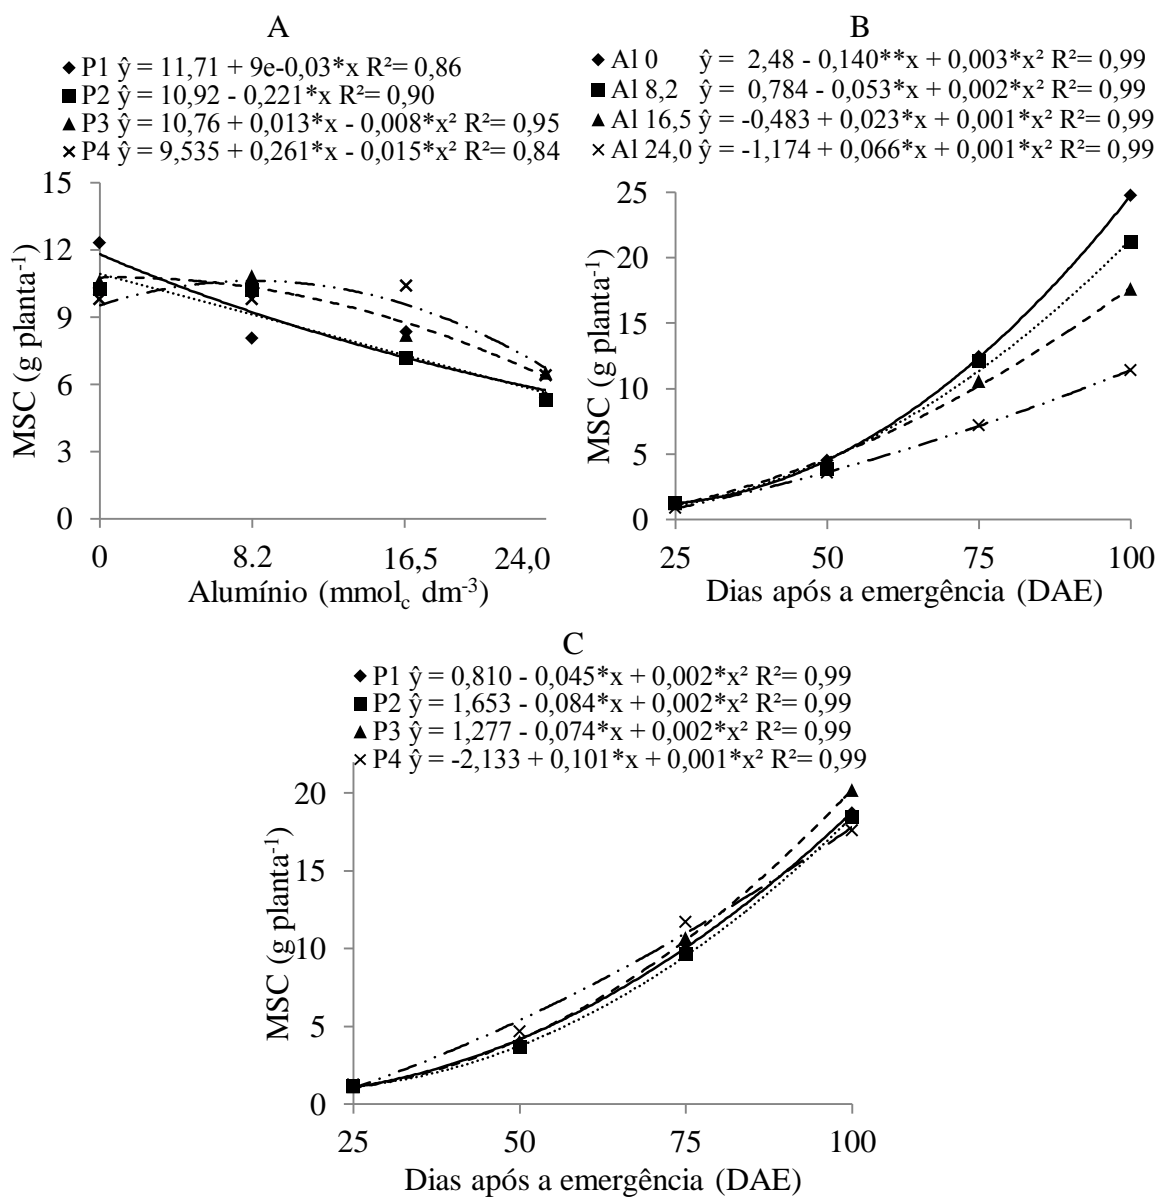 A
P1 ŷ = 11,71 + 9e-0,03*x R²= 0,86
P2 ŷ = 10,92 - 0,221*x R²= 0,90
P3 ŷ = 10,76 + 0,013*x - 0,008*x² R²= 0,95
P4 ŷ = 9,535 + 0,261*x - 0,015*x² R²= 0,84
15
12
9
6
3
0
MSC (g planta⁻¹)
0 8.2 16,5 24,0
Alumínio (mmol꜀ dm⁻³)
B
Al 0 ŷ = 2,48 - 0,140**x + 0,003*x² R²= 0,99
Al 8,2 ŷ = 0,784 - 0,053*x + 0,002*x² R²= 0,99
Al 16,5 ŷ = -0,483 + 0,023*x + 0,001*x² R²= 0,99
Al 24,0 ŷ = -1,174 + 0,066*x + 0,001*x² R²= 0,99
25
20
15
10
5
0
MSC (g planta⁻¹)
25 50 75 100
Dias após a emergência (DAE)
C
P1 ŷ = 0,810 - 0,045*x + 0,002*x² R²= 0,99
P2 ŷ = 1,653 - 0,084*x + 0,002*x² R²= 0,99
P3 ŷ = 1,277 - 0,074*x + 0,002*x² R²= 0,99
P4 ŷ = -2,133 + 0,101*x + 0,001*x² R²= 0,99
20
15
10
5
0
MSC (g planta⁻¹)
25 50 75 100
Dias após a emergência (DAE)